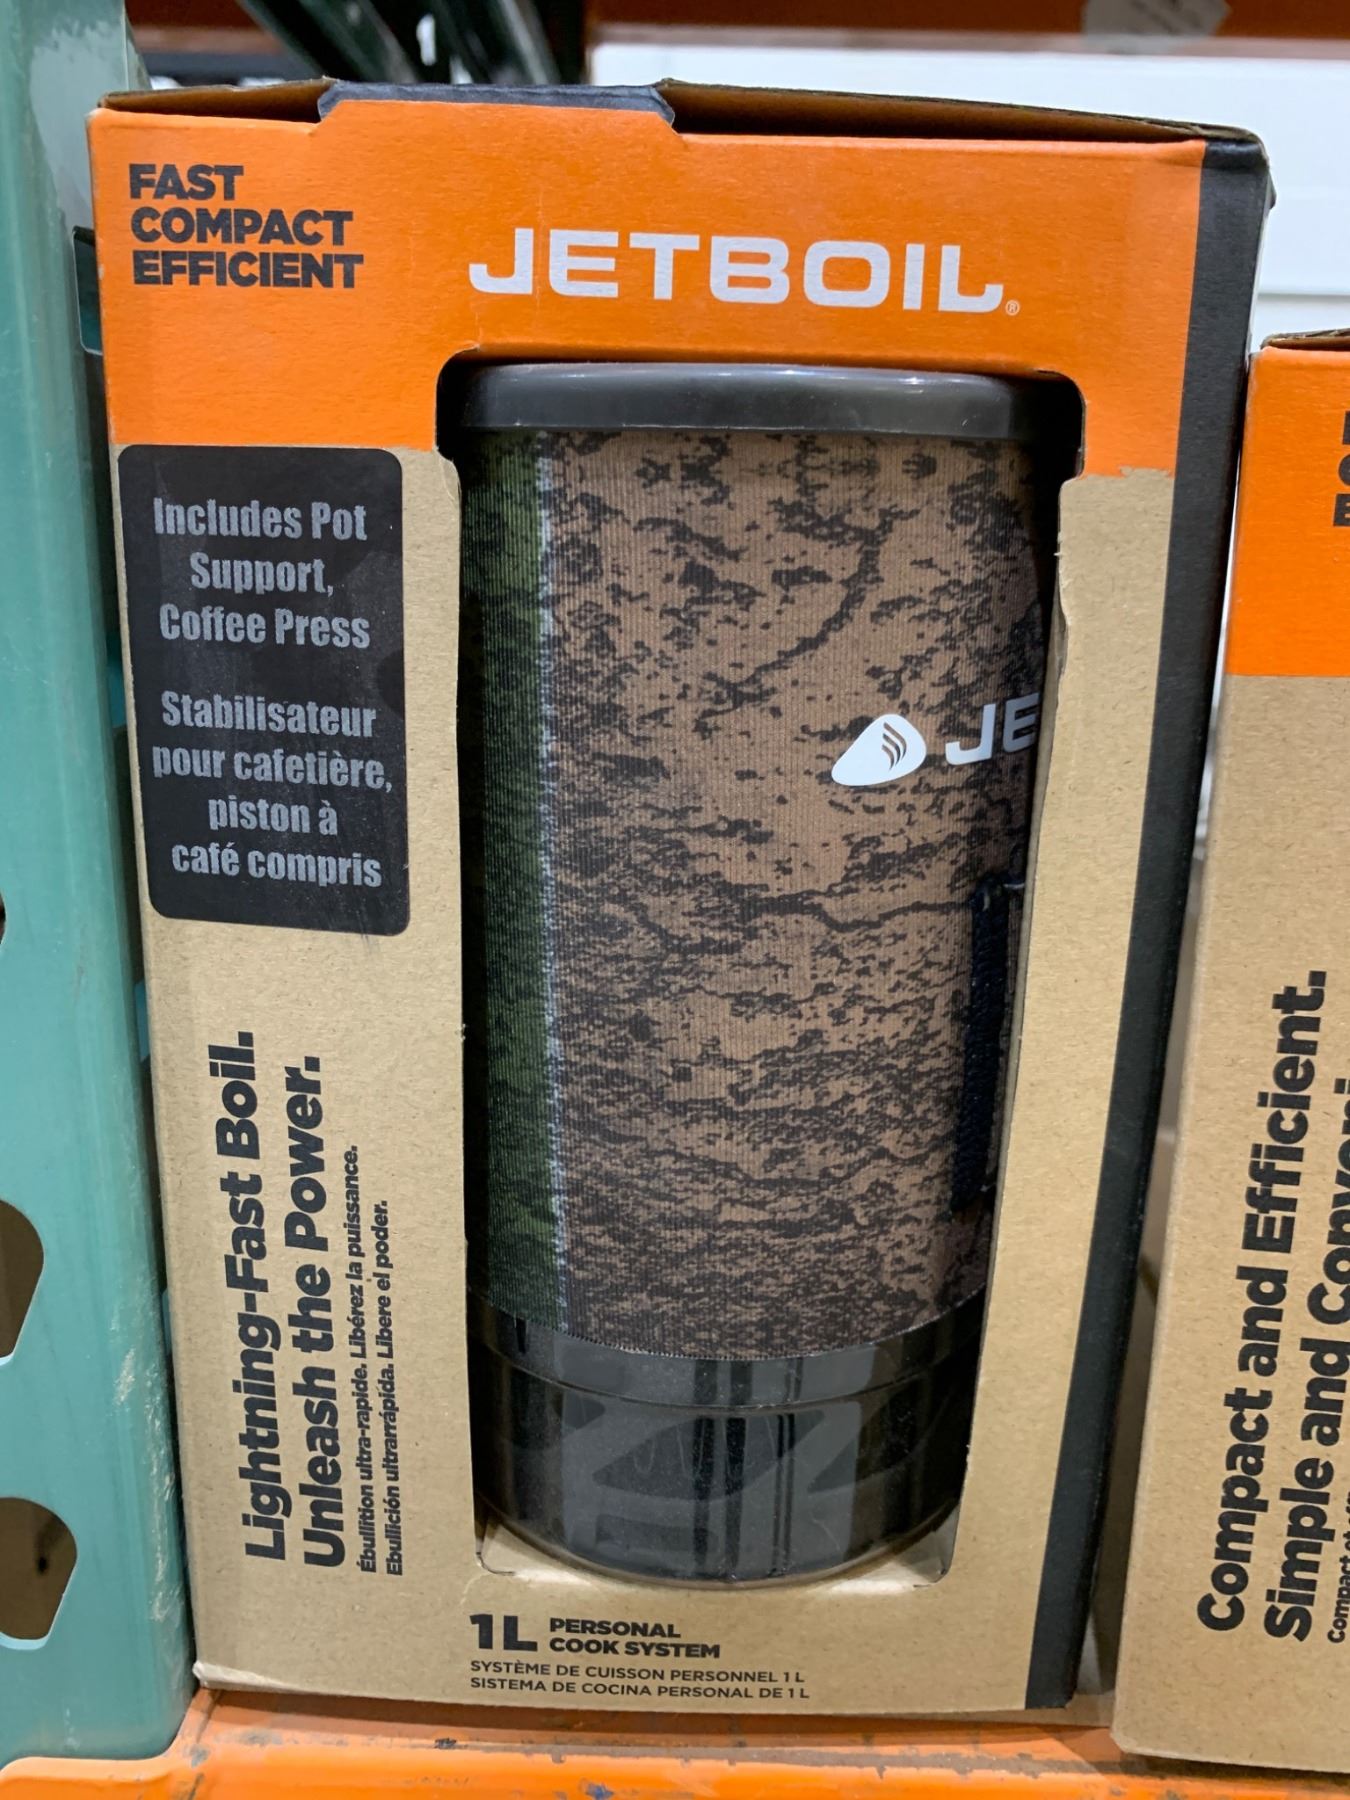 FAST
COMPACT
EFFICIENT
JETBOIL®
Includes Pot
Support,
Coffee Press
Stabilisateur
pour cafetière,
piston à
café compris
JE
Lightning-Fast Boil.
Unleash the Power.
Ébullition ultra-rapide. Libérez la puissance.
Ebullición ultrarrápida. Libere el poder.
1L PERSONAL
COOK SYSTEM
SYSTÈME DE CUISSON PERSONNEL 1 L
SISTEMA DE COCINA PERSONAL DE 1 L
Compact and Efficient.
Simple and